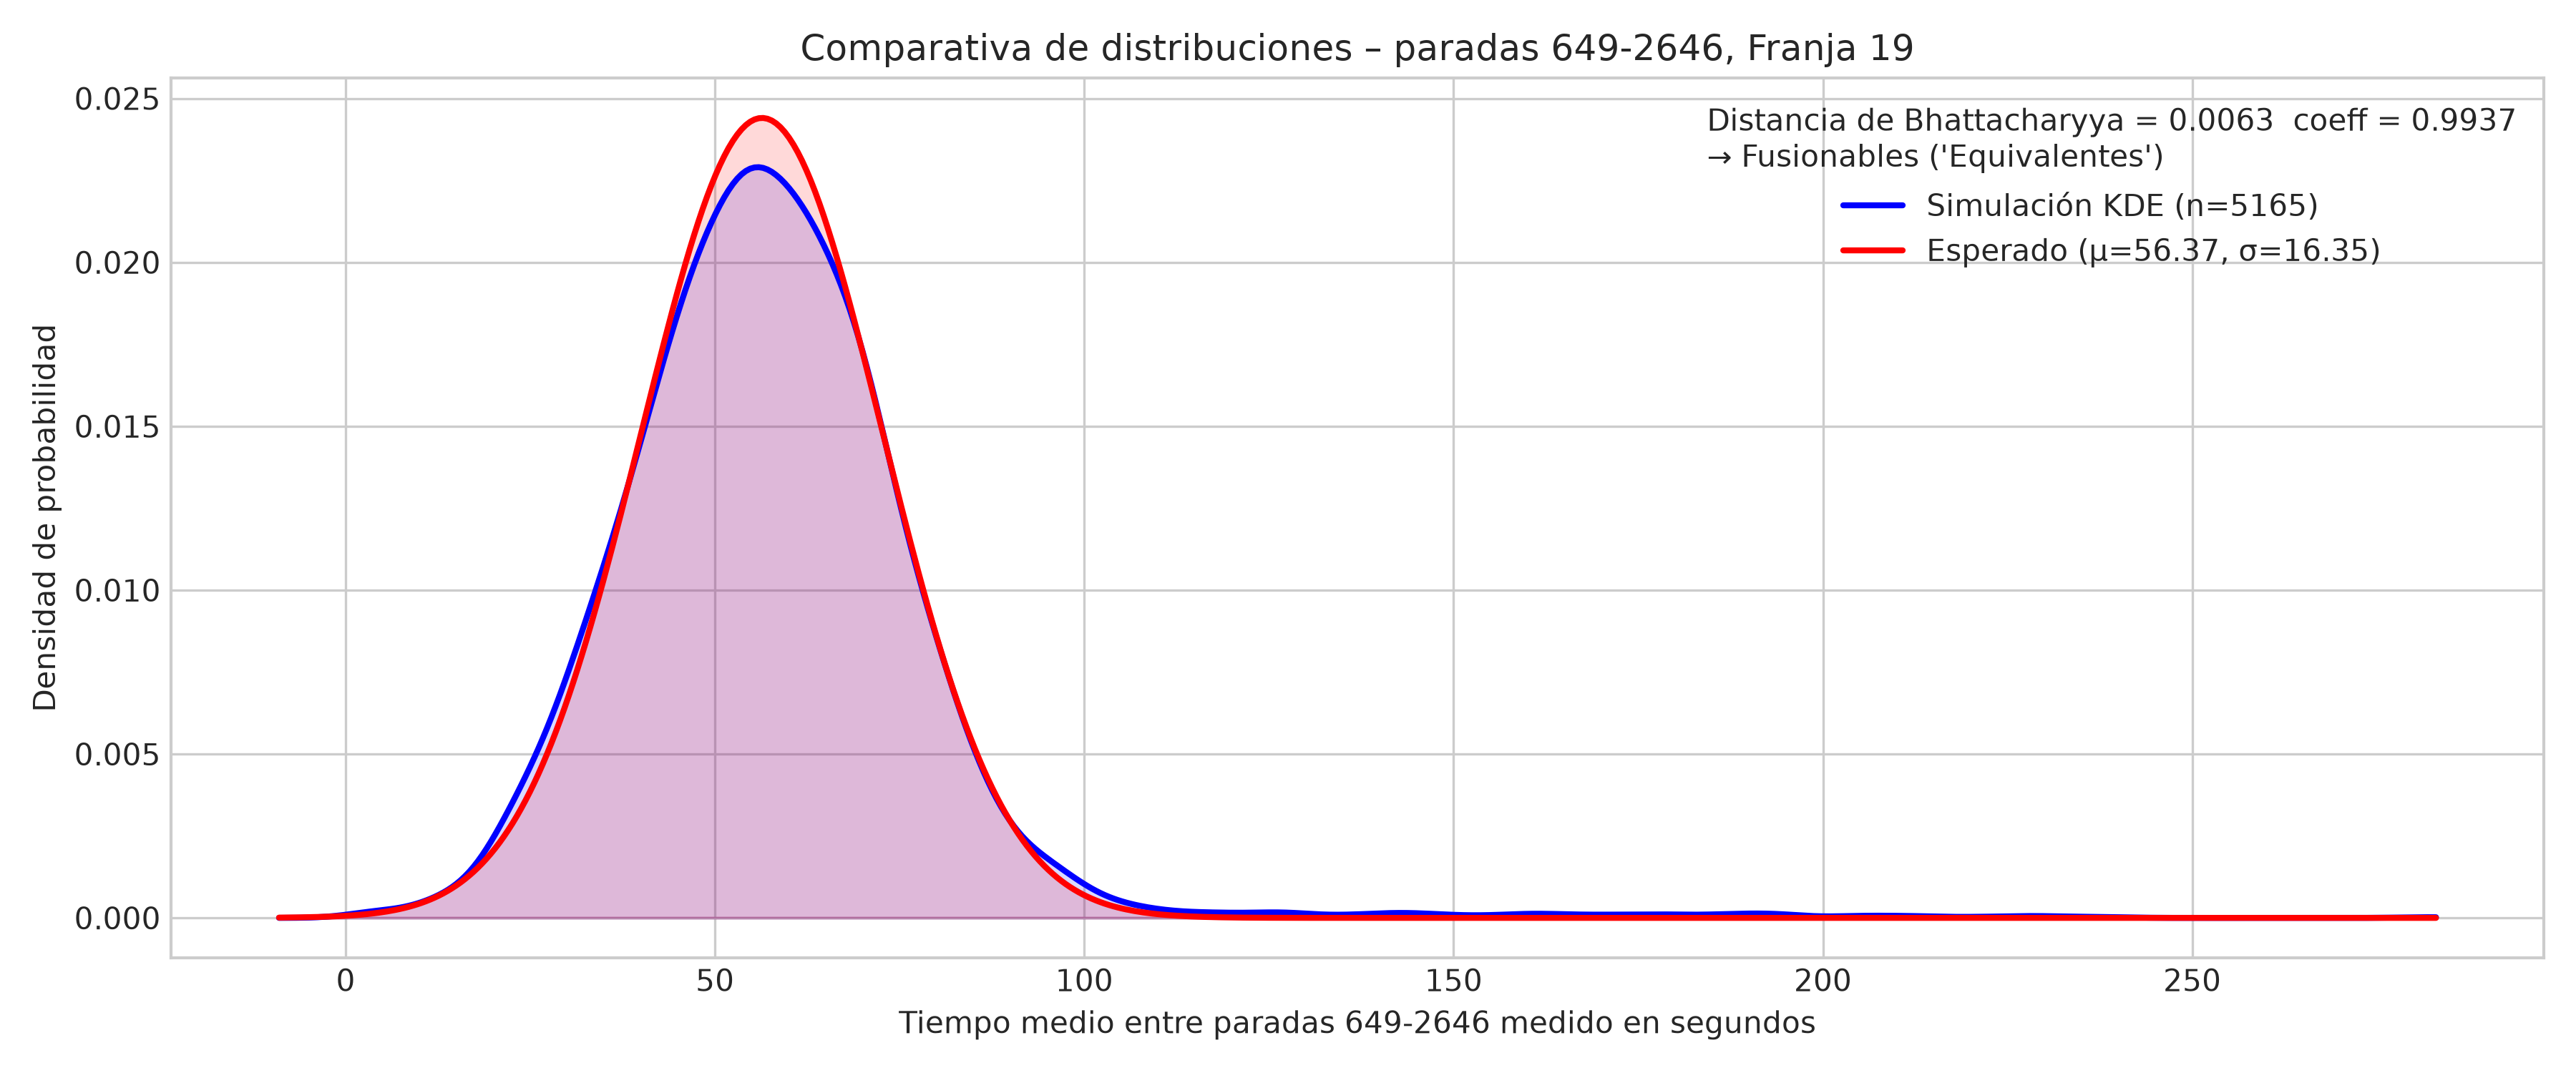 Comparativa de distribuciones – paradas 649-2646, Franja 19
Distancia de Bhattacharyya = 0.0063  coeff = 0.9937
→ Fusionables ('Equivalentes')
Simulación KDE (n=5165)
Esperado (μ=56.37, σ=16.35)
Densidad de probabilidad
0.025
0.020
0.015
0.010
0.005
0.000
0 50 100 150 200 250
Tiempo medio entre paradas 649-2646 medido en segundos